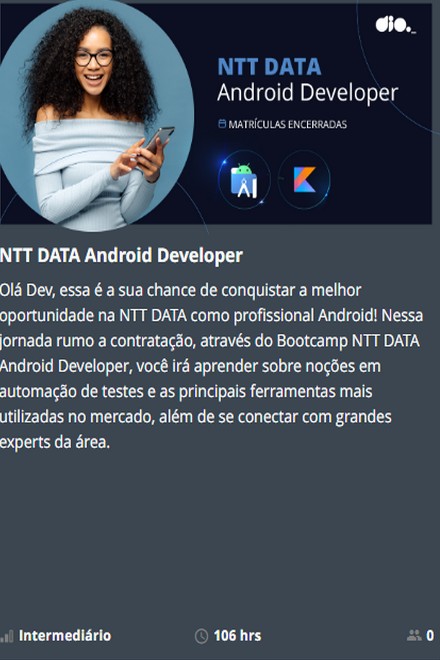 dio.
NTT DATA
Android Developer
MATRÍCULAS ENCERRADAS
NTT DATA Android Developer
Olá Dev, essa é a sua chance de conquistar a melhor
oportunidade na NTT DATA como profissional Android! Nessa
jornada rumo a contratação, através do Bootcamp NTT DATA
Android Developer, você irá aprender sobre noções em
automação de testes e as principais ferramentas mais
utilizadas no mercado, além de se conectar com grandes
experts da área.
Intermediário 106 hrs 0